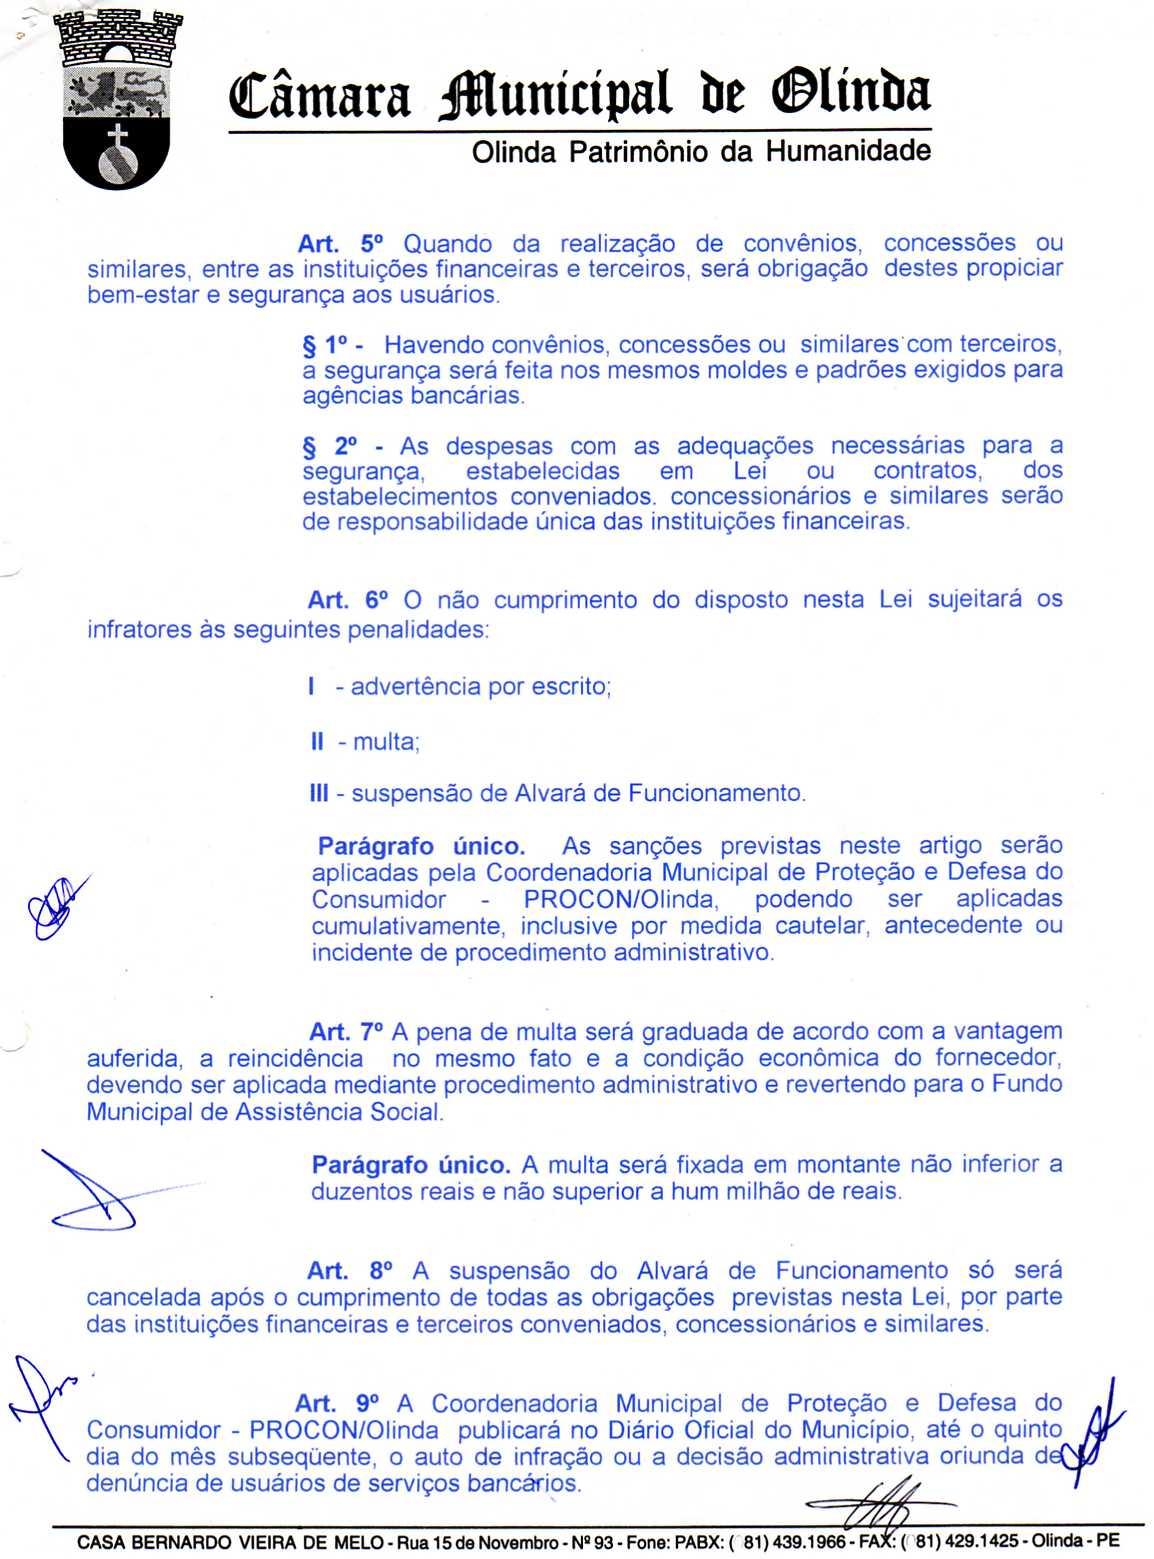 Câmara Municipal de Olinda
Olinda Patrimônio da Humanidade
Art. 5º Quando da realização de convênios, concessões ou
similares, entre as instituições financeiras e terceiros, será obrigação destes propiciar
bem-estar e segurança aos usuários.
§ 1º - Havendo convênios, concessões ou similares com terceiros,
a segurança será feita nos mesmos moldes e padrões exigidos para
agências bancárias.
§ 2º - As despesas com as adequações necessárias para a
segurança, estabelecidas em Lei ou contratos, dos
estabelecimentos conveniados. concessionários e similares serão
de responsabilidade única das instituições financeiras.
Art. 6º O não cumprimento do disposto nesta Lei sujeitará os
infratores às seguintes penalidades:
I - advertência por escrito;
II - multa;
III - suspensão de Alvará de Funcionamento.
Parágrafo único. As sanções previstas neste artigo serão
aplicadas pela Coordenadoria Municipal de Proteção e Defesa do
Consumidor - PROCON/Olinda, podendo ser aplicadas
cumulativamente, inclusive por medida cautelar, antecedente ou
incidente de procedimento administrativo.
Art. 7º A pena de multa será graduada de acordo com a vantagem
auferida, a reincidência no mesmo fato e a condição econômica do fornecedor,
devendo ser aplicada mediante procedimento administrativo e revertendo para o Fundo
Municipal de Assistência Social.
Parágrafo único. A multa será fixada em montante não inferior a
duzentos reais e não superior a hum milhão de reais.
Art. 8º A suspensão do Alvará de Funcionamento só será
cancelada após o cumprimento de todas as obrigações previstas nesta Lei, por parte
das instituições financeiras e terceiros conveniados, concessionários e similares.
Art. 9º A Coordenadoria Municipal de Proteção e Defesa do
Consumidor - PROCON/Olinda publicará no Diário Oficial do Município, até o quinto
dia do mês subseqüente, o auto de infração ou a decisão administrativa oriunda de
denúncia de usuários de serviços bancários.
CASA BERNARDO VIEIRA DE MELO - Rua 15 de Novembro - Nº 93 - Fone: PABX: (081) 439.1966 - FAX: (081) 429.1425 - Olinda - PE